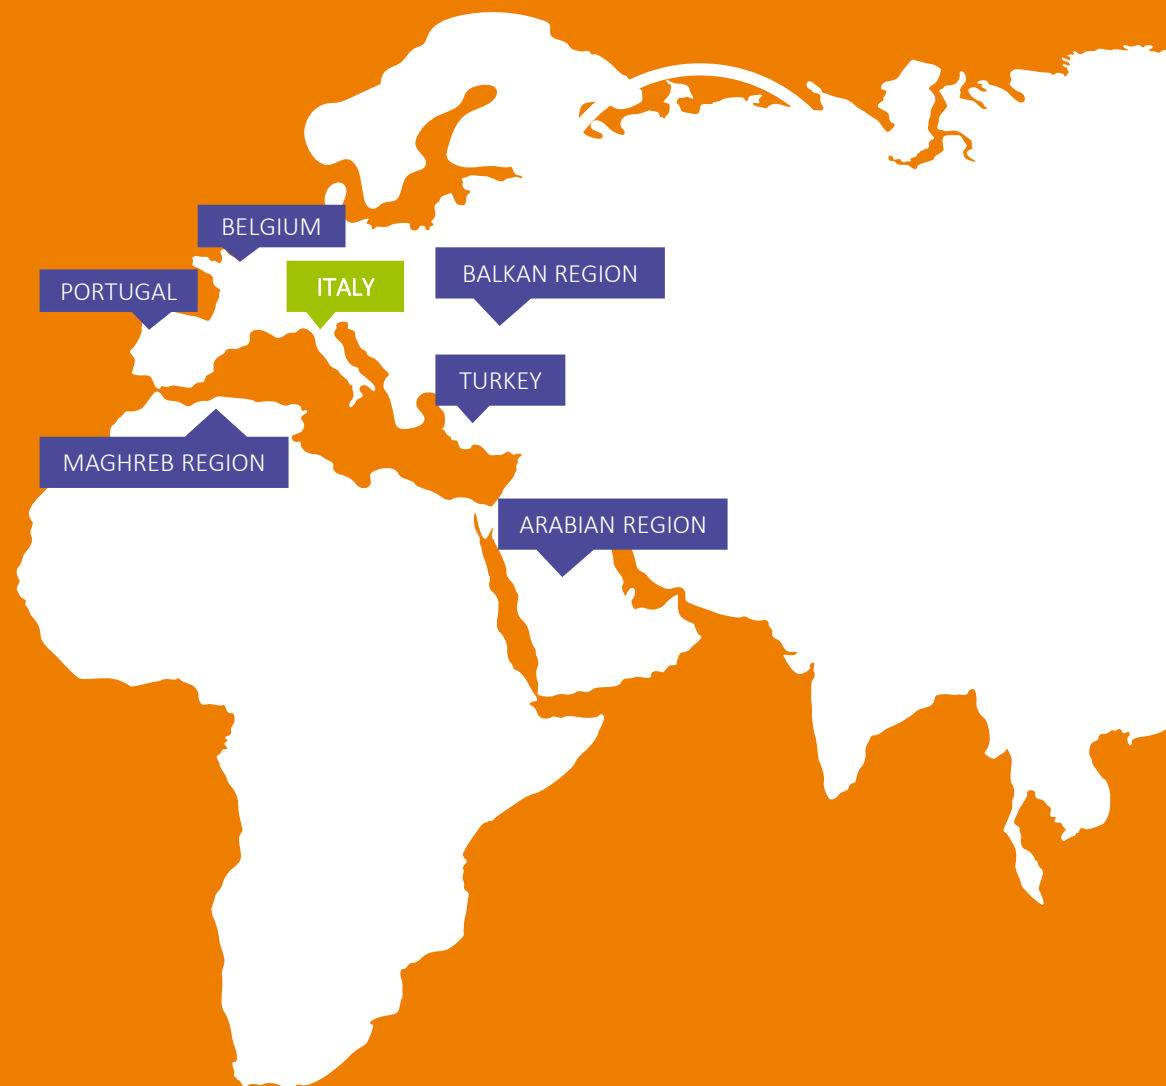 BELGIUM
PORTUGAL
ITALY
BALKAN REGION
TURKEY
MAGHREB REGION
ARABIAN REGION